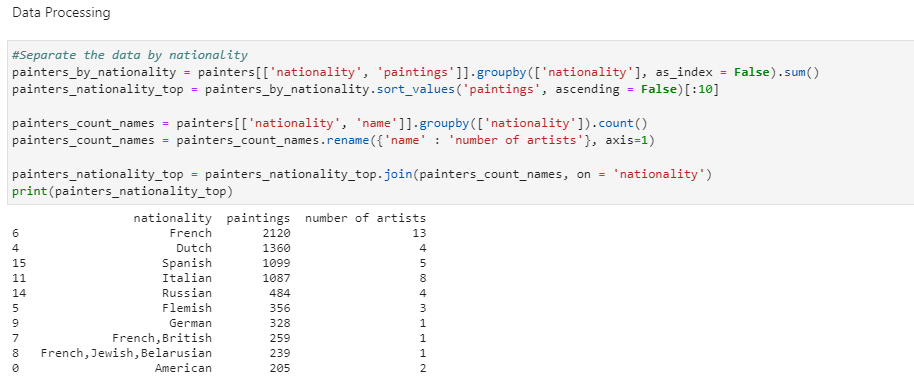 Data Processing
#Separate the data by nationality
painters_by_nationality = painters[['nationality', 'paintings']].groupby(['nationality'], as_index = False).sum()
painters_nationality_top = painters_by_nationality.sort_values('paintings', ascending = False)[:10]
painters_count_names = painters[['nationality', 'name']].groupby(['nationality']).count()
painters_count_names = painters_count_names.rename({'name' : 'number of artists'}, axis=1)
painters_nationality_top = painters_nationality_top.join(painters_count_names, on = 'nationality')
print(painters_nationality_top)
nationality paintings number of artists
6 French 2120 13
4 Dutch 1360 4
15 Spanish 1099 5
11 Italian 1087 8
14 Russian 484 4
5 Flemish 356 3
9 German 328 1
7 French,British 259 1
8 French,Jewish,Belarusian 239 1
0 American 205 2